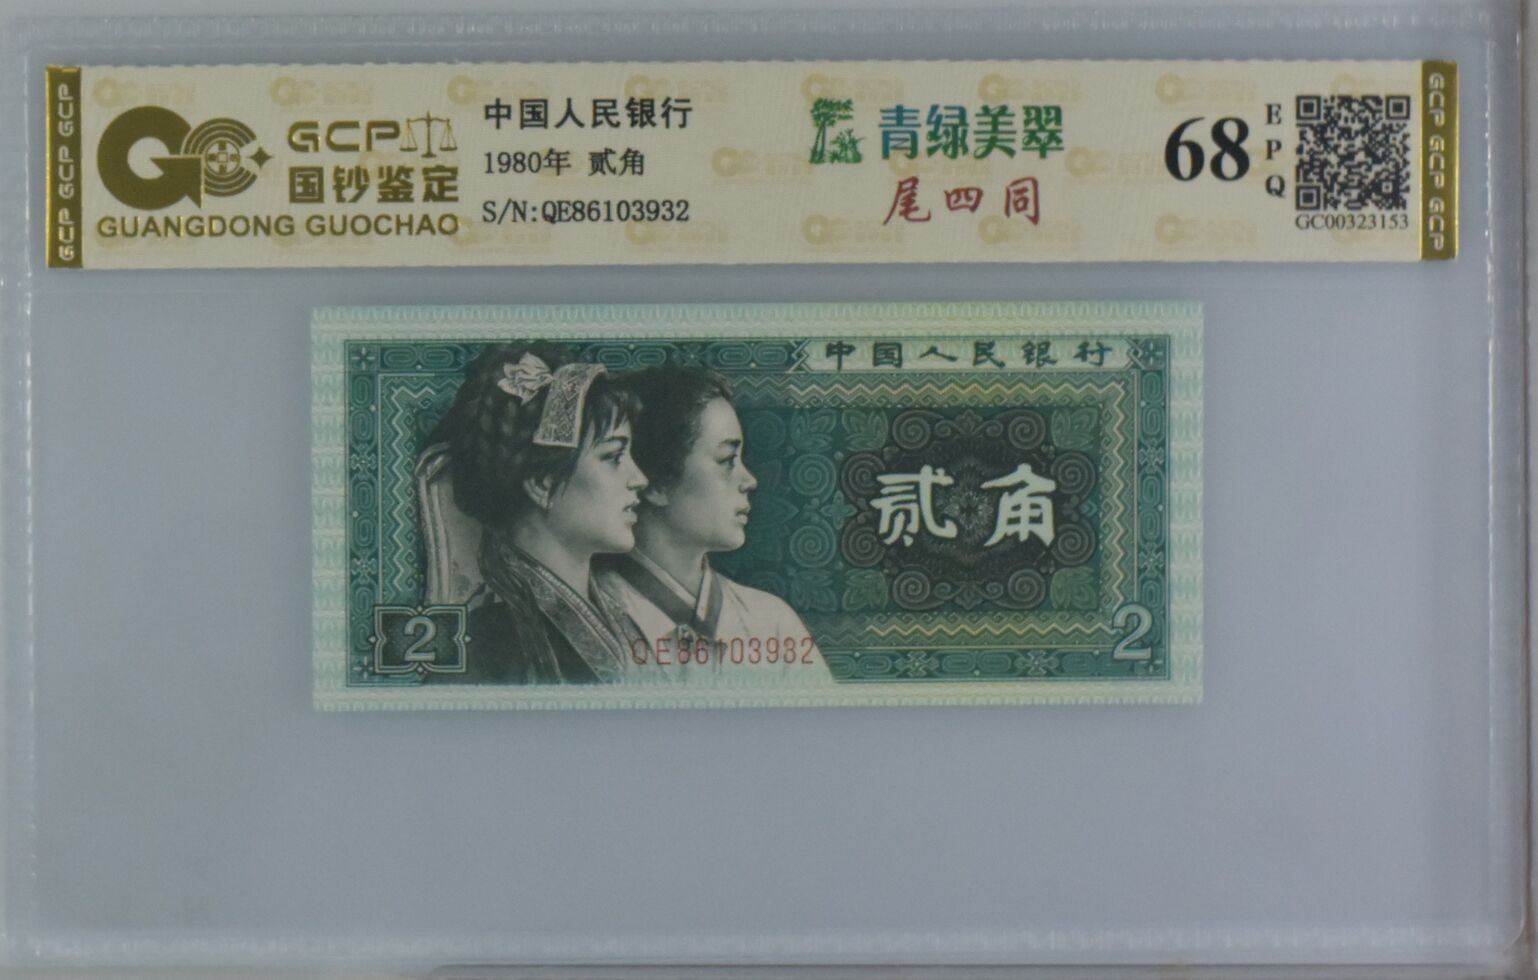 GCP GCP GCP
GCP
国钞鉴定
GUANGDONG GUOCHAO
中国人民银行
1980年 贰角
S/N:QE86103932
青绿美翠
尾四同
68
EPQ
GC00323153
GCP GCP GCP
中国人民银行
贰角
2
QE86103932
2